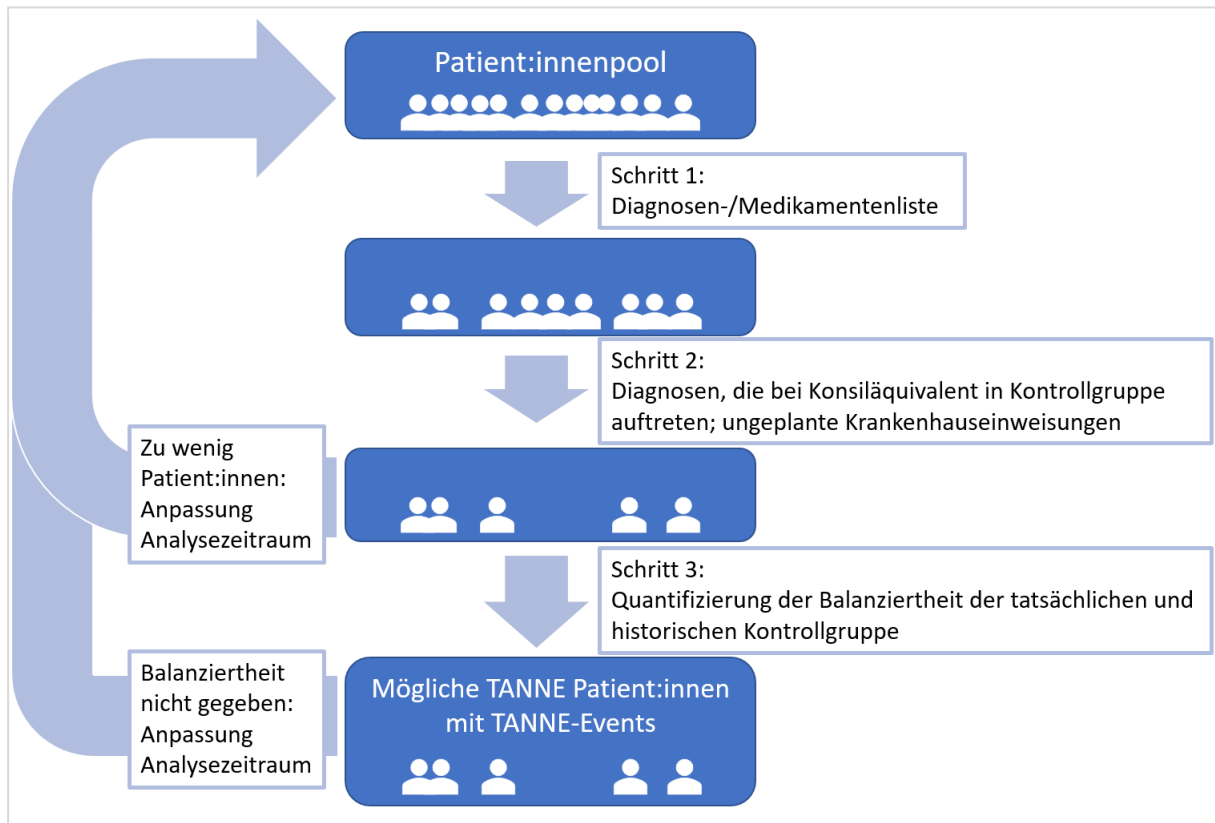 Patient:innenpool
Schritt 1:
Diagnosen-/Medikamentenliste
Schritt 2:
Diagnosen, die bei Konsiläquivalent in Kontrollgruppe
auftreten; ungeplante Krankenhauseinweisungen
Zu wenig
Patient:innen:
Anpassung
Analysezeitraum
Schritt 3:
Quantifizierung der Balanziertheit der tatsächlichen und
historischen Kontrollgruppe
Balanziertheit
nicht gegeben:
Anpassung
Analysezeitraum
Mögliche TANNE Patient:innen
mit TANNE-Events